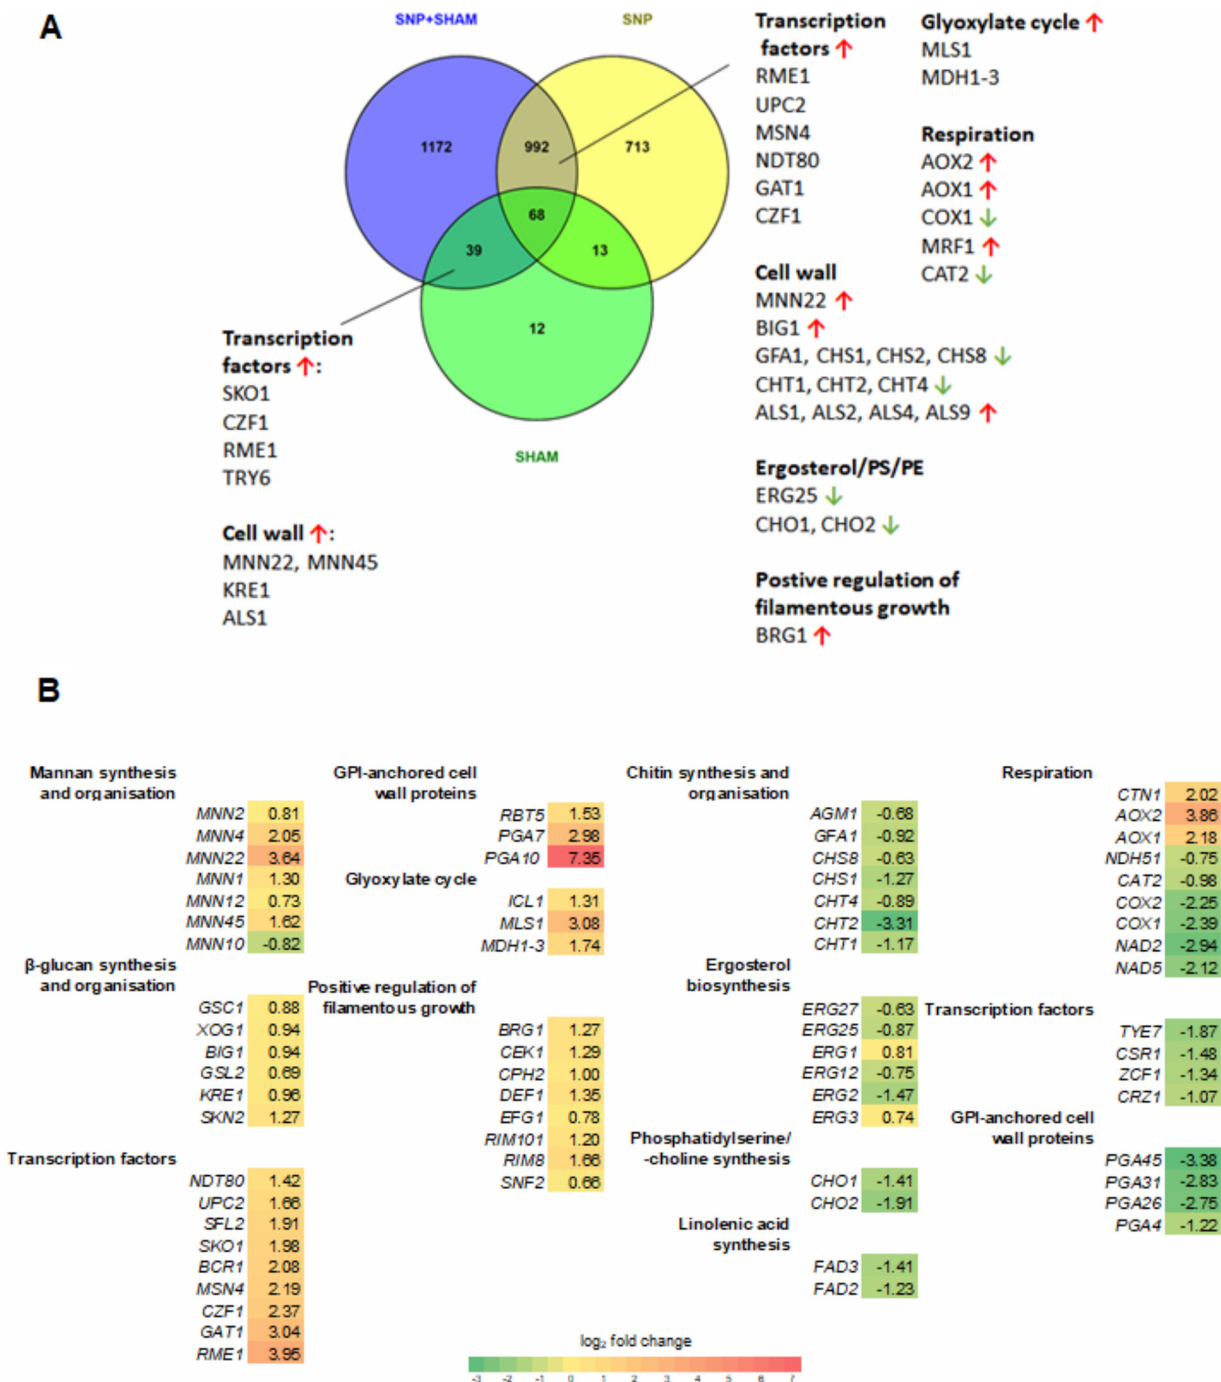 A
SNP+SHAM
SNP
1172
992
713
68
39
13
12
SHAM
Transcription
factors ↑:
SKO1
CZF1
RME1
TRY6
Cell wall ↑:
MNN22, MNN45
KRE1
ALS1
Transcription
factors ↑
RME1
UPC2
MSN4
NDT80
GAT1
CZF1
Cell wall
MNN22 ↑
BIG1 ↑
GFA1, CHS1, CHS2, CHS8 ↓
CHT1, CHT2, CHT4 ↓
ALS1, ALS2, ALS4, ALS9 ↑
Ergosterol/PS/PE
ERG25 ↓
CHO1, CHO2 ↓
Postive regulation of
filamentous growth
BRG1 ↑
Glyoxylate cycle ↑
MLS1
MDH1-3
Respiration
AOX2 ↑
AOX1 ↑
COX1 ↓
MRF1 ↑
CAT2 ↓
B
Mannan synthesis
and organisation
MNN2 0.81
MNN4 2.05
MNN22 3.64
MNN1 1.30
MNN12 0.73
MNN45 1.62
MNN10 -0.82
β-glucan synthesis
and organisation
GSC1 0.88
XOG1 0.94
BIG1 0.94
GSL2 0.69
KRE1 0.96
SKN2 1.27
Transcription factors
NDT80 1.42
UPC2 1.66
SFL2 1.91
SKO1 1.98
BCR1 2.08
MSN4 2.19
CZF1 2.37
GAT1 3.04
RME1 3.95
GPI-anchored cell
wall proteins
RBT5 1.53
PGA7 2.98
PGA10 7.35
Glyoxylate cycle
ICL1 1.31
MLS1 3.08
MDH1-3 1.74
Positive regulation of
filamentous growth
BRG1 1.27
CEK1 1.29
CPH2 1.00
DEF1 1.35
EFG1 0.78
RIM101 1.20
RIM8 1.66
SNF2 0.66
Chitin synthesis and
organisation
AGM1 -0.68
GFA1 -0.92
CHS8 -0.63
CHS1 -1.27
CHT4 -0.89
CHT2 -3.31
CHT1 -1.17
Ergosterol
biosynthesis
ERG27 -0.63
ERG25 -0.87
ERG1 0.81
ERG12 -0.75
ERG2 -1.47
ERG3 0.74
Phosphatidylserine/
-choline synthesis
CHO1 -1.41
CHO2 -1.91
Linolenic acid
synthesis
FAD3 -1.41
FAD2 -1.23
Respiration
CTN1 2.02
AOX2 3.86
AOX1 2.18
NDH51 -0.75
CAT2 -0.98
COX2 -2.25
COX1 -2.39
NAD2 -2.94
NAD5 -2.12
Transcription factors
TYE7 -1.87
CSR1 -1.48
ZCF1 -1.34
CRZ1 -1.07
GPI-anchored cell
wall proteins
PGA45 -3.38
PGA31 -2.83
PGA26 -2.75
PGA4 -1.22
log₂ fold change
-3 -2 -1 0 1 2 3 4 5 6 7